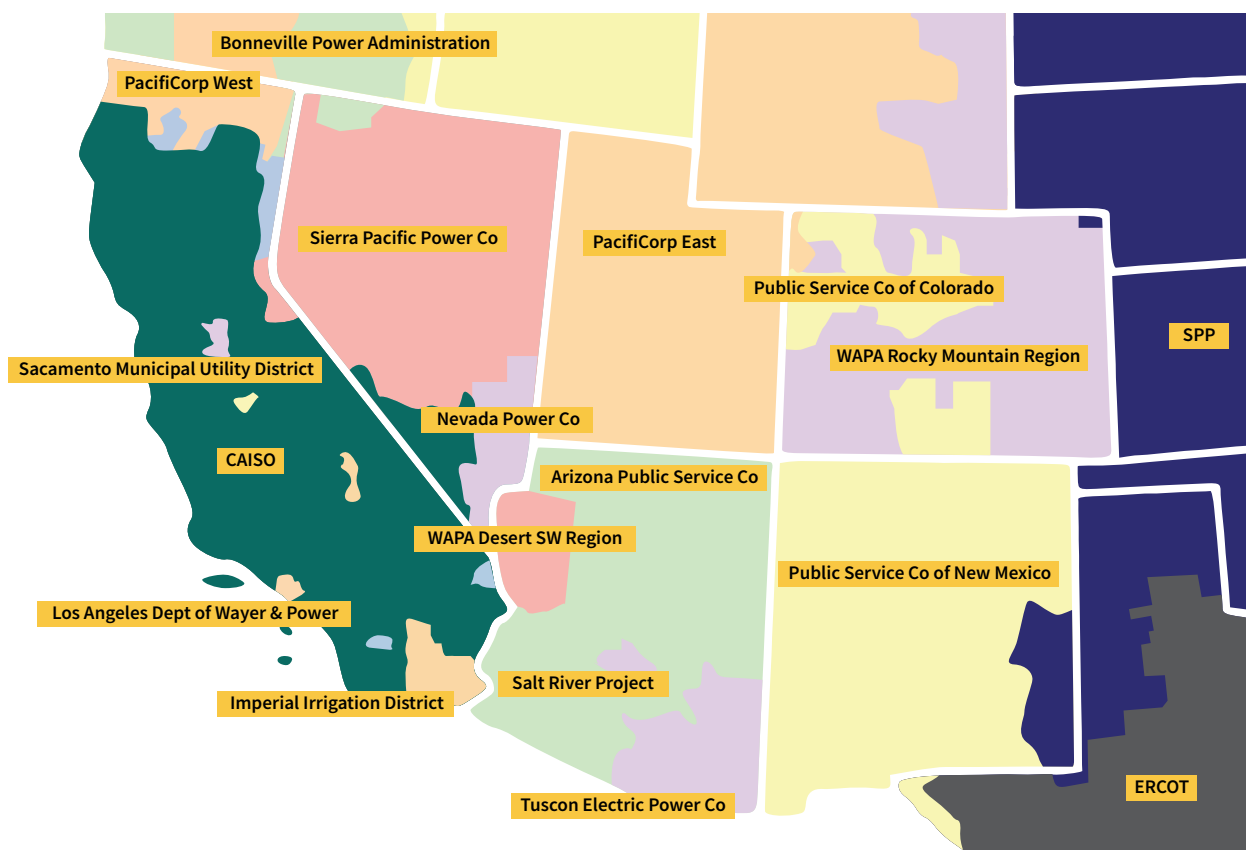 Bonneville Power Administration
PacifiCorp West
Sierra Pacific Power Co
PacifiCorp East
Public Service Co of Colorado
SPP
WAPA Rocky Mountain Region
Sacamento Municipal Utility District
Nevada Power Co
CAISO
Arizona Public Service Co
WAPA Desert SW Region
Public Service Co of New Mexico
Los Angeles Dept of Wayer & Power
Salt River Project
Imperial Irrigation District
ERCOT
Tuscon Electric Power Co